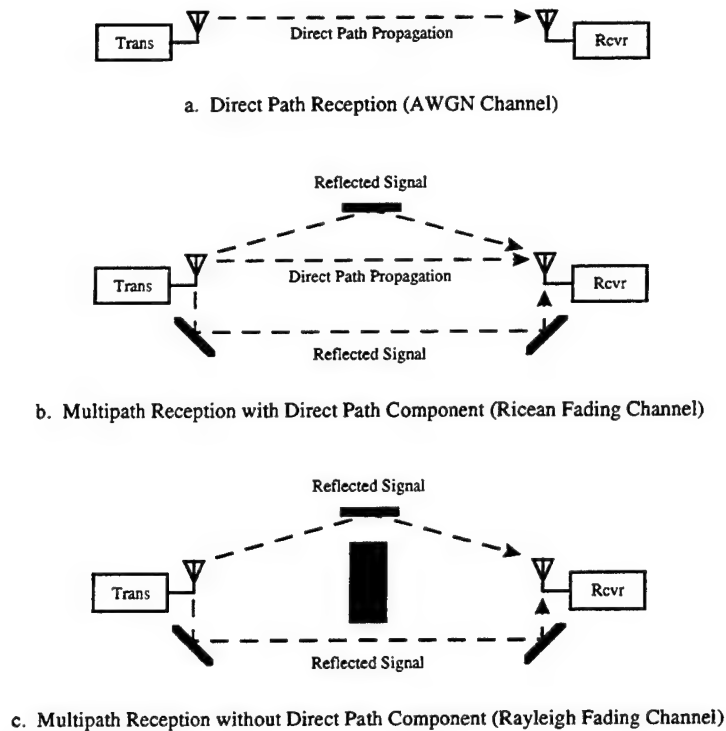 Trans
Direct Path Propagation
Rcvr
a. Direct Path Reception (AWGN Channel)
Reflected Signal
Trans
Direct Path Propagation
Rcvr
Reflected Signal
b. Multipath Reception with Direct Path Component (Ricean Fading Channel)
Reflected Signal
Trans
Rcvr
Reflected Signal
c. Multipath Reception without Direct Path Component (Rayleigh Fading Channel)